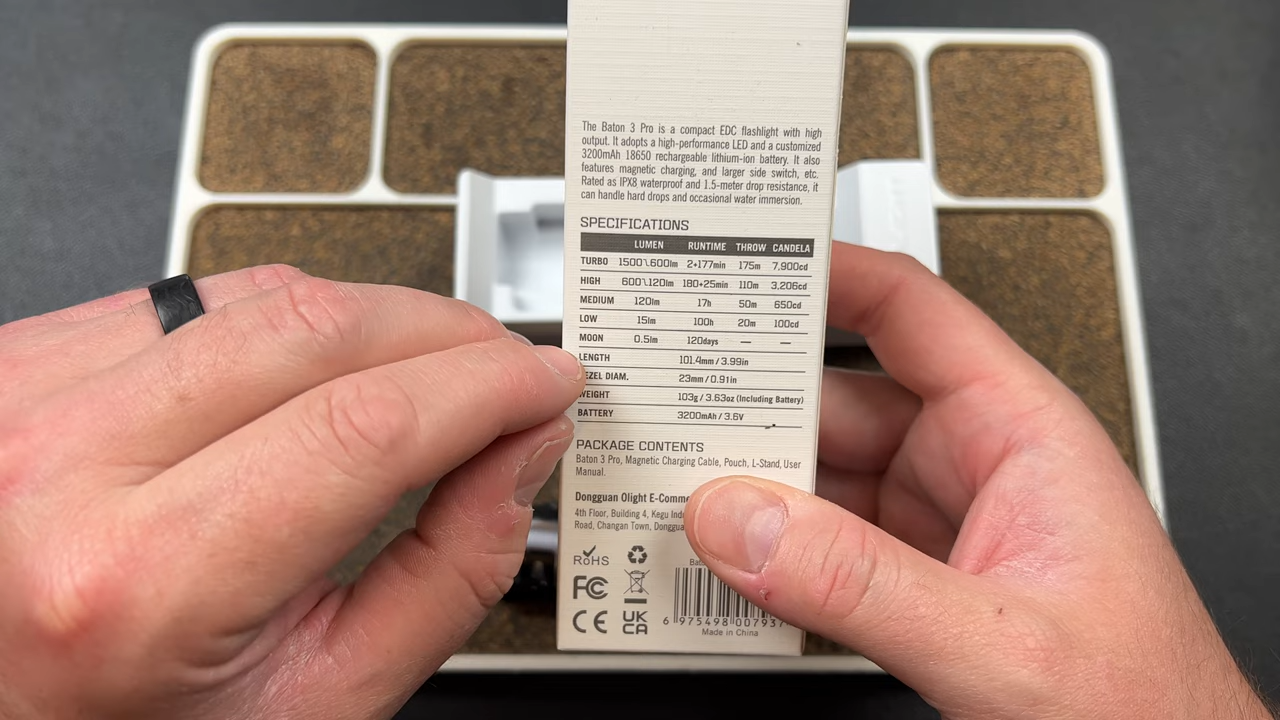 The Baton 3 Pro is a compact EDC flashlight with high
output. It adopts a high-performance LED and a customized
3200mAh 18650 rechargeable lithium-ion battery. It also
features magnetic charging, and larger side switch, etc.
Rated as IPX8 waterproof and 1.5-meter drop resistance, it
can handle hard drops and occasional water immersion.
SPECIFICATIONS
LUMEN RUNTIME THROW CANDELA
TURBO 1500\600lm 2+177min 175m 7,900cd
HIGH 600\120lm 180+25min 110m 3,206cd
MEDIUM 120lm 17h 50m 650cd
LOW 15lm 100h 20m 100cd
MOON 0.5lm 120days — —
LENGTH 101.4mm / 3.99in
EZEL DIAM. 23mm / 0.91in
WEIGHT 103g / 3.63oz (Including Battery)
BATTERY 3200mAh / 3.6V
PACKAGE CONTENTS
Baton 3 Pro, Magnetic Charging Cable, Pouch, L-Stand, User
Manual.
Dongguan Olight E-Comme
4th Floor, Building 4, Kegu Ind
Road, Changan Town, Donggua
RoHS
FC
CE
UK
CA
Bat
6 975498 00793
Made in China